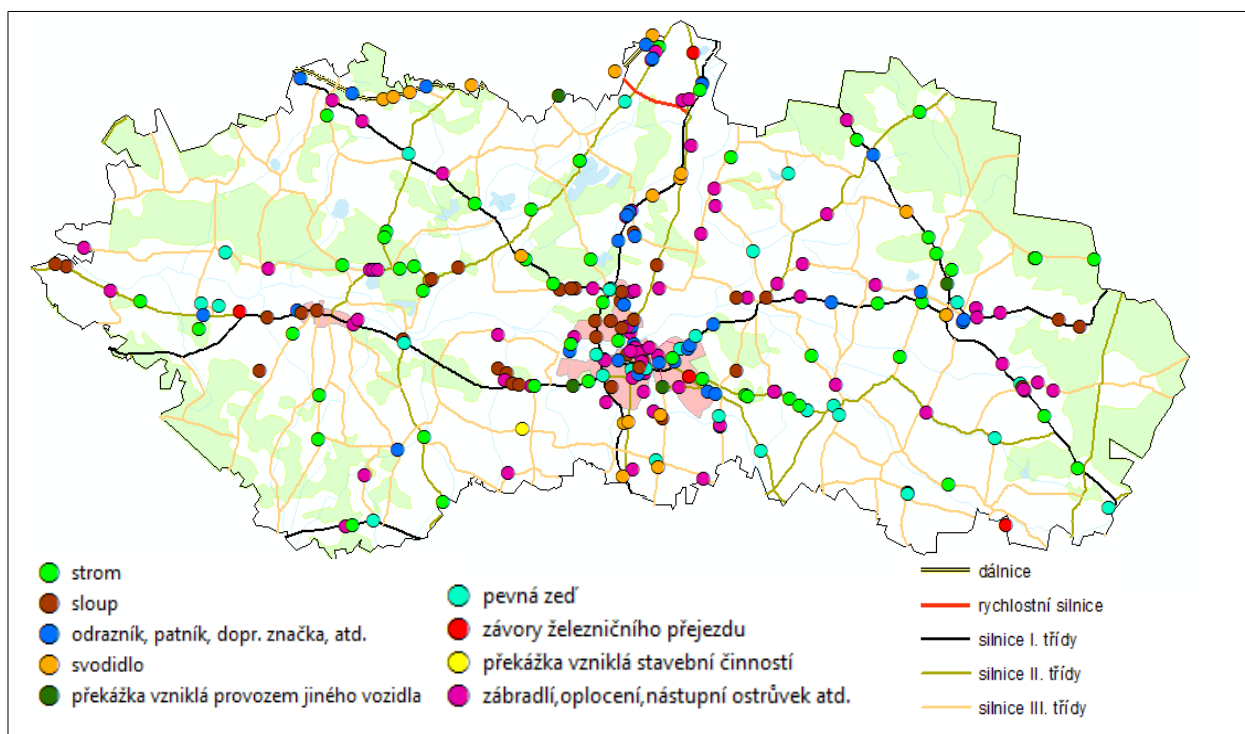 strom
sloup
odrazník, patník, dopr. značka, atd.
svodidlo
překážka vzniklá provozem jiného vozidla
pevná zeď
závory železničního přejezdu
překážka vzniklá stavební činností
zábradlí,oplocení,nástupní ostrůvek atd.
dálnice
rychlostní silnice
silnice I. třídy
silnice II. třídy
silnice III. třídy